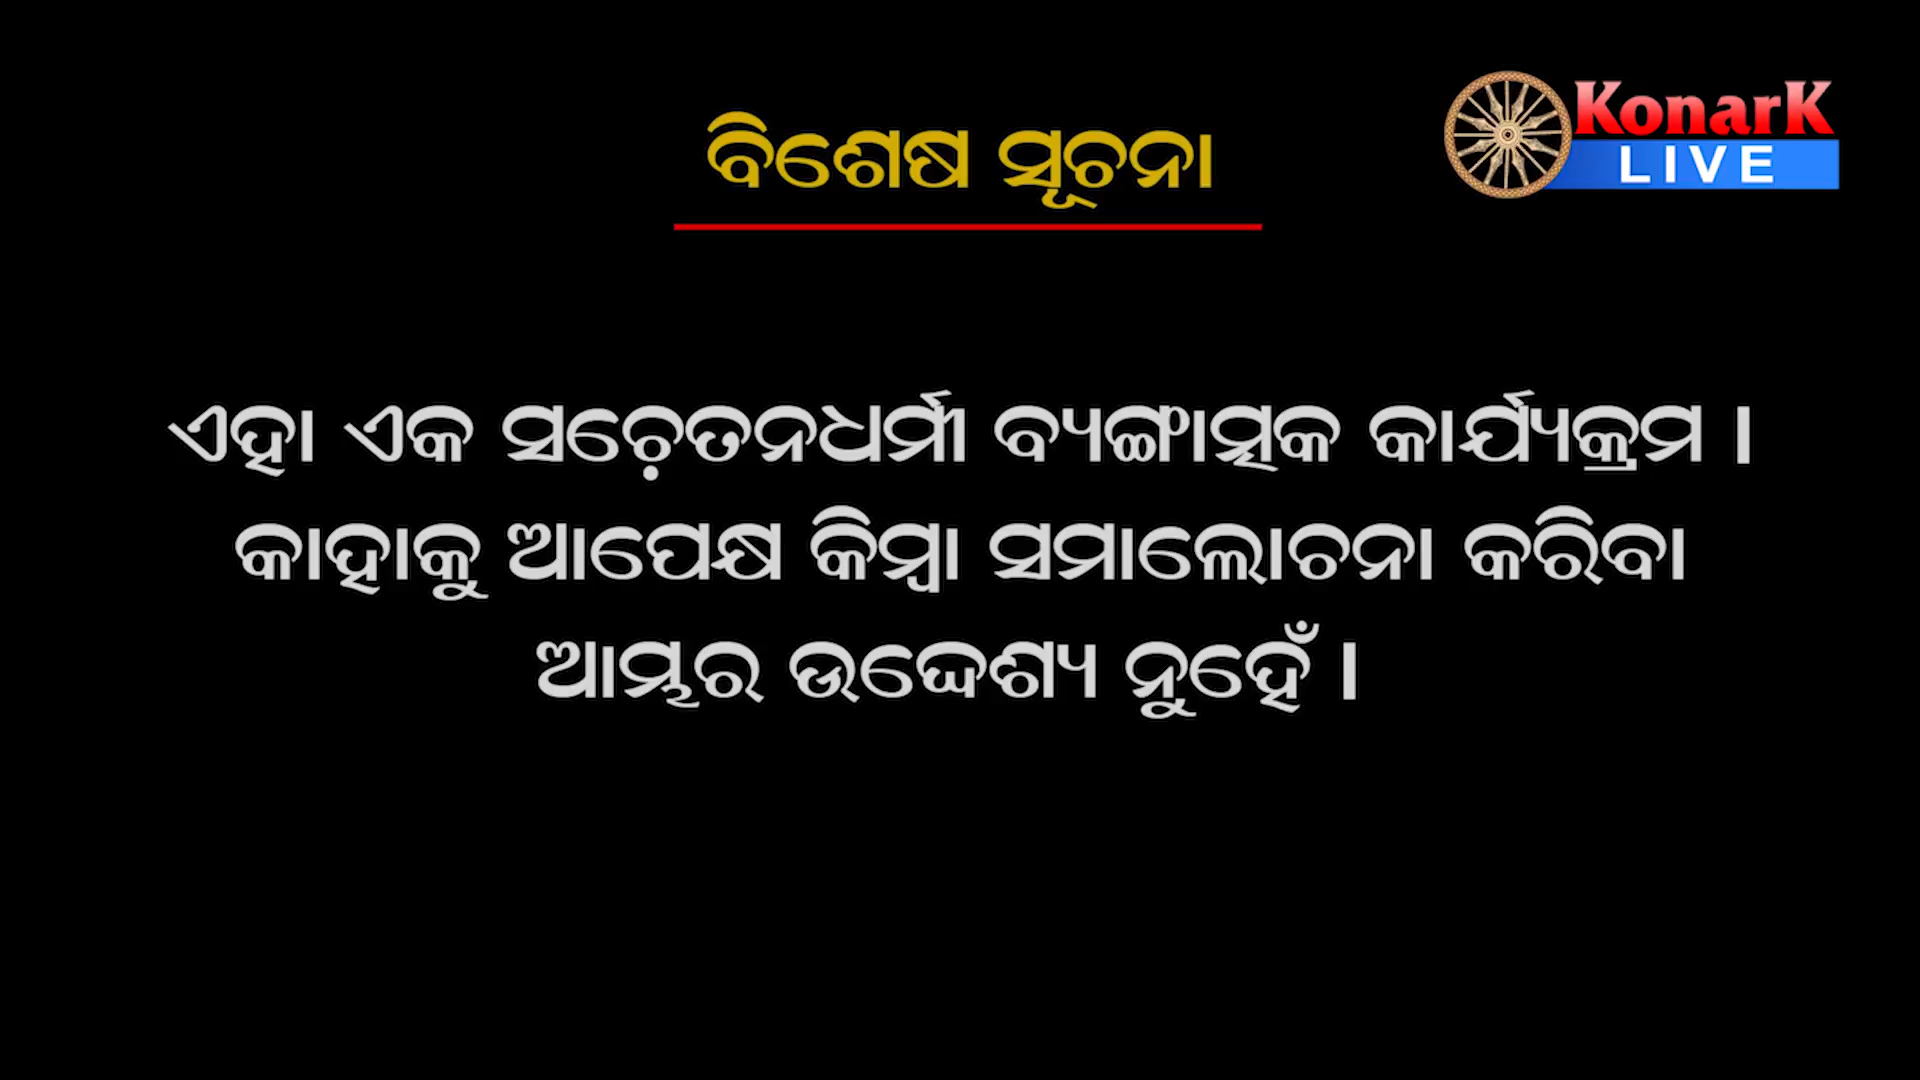 ବିଶେଷ ସୂଚନା
KonarK
LIVE
ଏହା ଏକ ସଚ଼େତନଧର୍ମୀ ବ୍ୟଙ୍ଗାତ୍ମକ କାର୍ଯ୍ୟକ୍ରମ ।
କାହାକୁ ଆପେକ୍ଷ କିମ୍ବା ସମାଲୋଚନା କରିବା
ଆମ୍ଭର ଉଦ୍ଦେଶ୍ୟ ନୁହେଁ ।